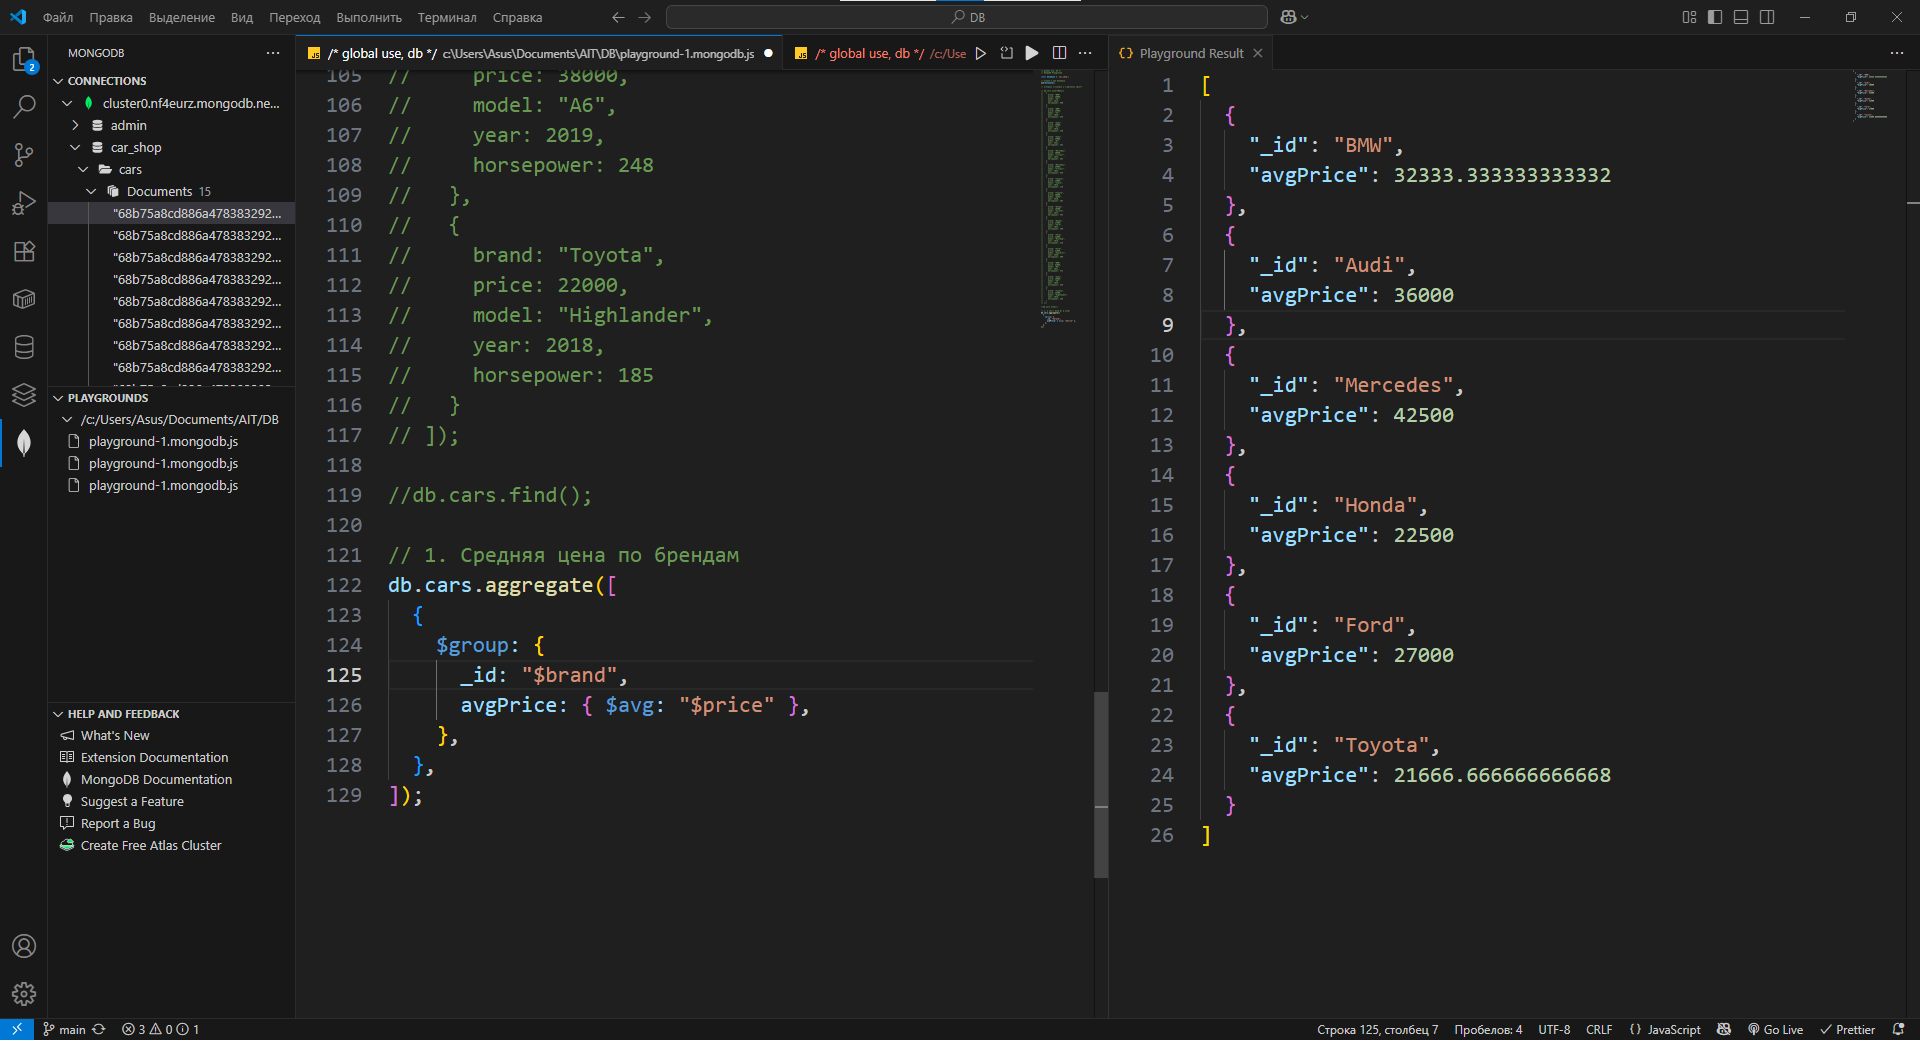 Файл Правка Выделение Вид Переход Выполнить Терминал Справка
DB
MONGODB
CONNECTIONS
cluster0.nf4eurz.mongodb.ne...
admin
car_shop
cars
Documents 15
"68b75a8cd886a478383292...
"68b75a8cd886a478383292...
"68b75a8cd886a478383292...
"68b75a8cd886a478383292...
"68b75a8cd886a478383292...
"68b75a8cd886a478383292...
"68b75a8cd886a478383292...
"68b75a8cd886a478383292...
PLAYGROUNDS
/c:/Users/Asus/Documents/AIT/DB
playground-1.mongodb.js
playground-1.mongodb.js
playground-1.mongodb.js
HELP AND FEEDBACK
What's New
Extension Documentation
MongoDB Documentation
Suggest a Feature
Report a Bug
Create Free Atlas Cluster
/* global use, db */ c:\Users\Asus\Documents\AIT\DB\playground-1.mongodb.js
/* global use, db */ /c:/Use
105 // price: 38000,
106 // model: "A6",
107 // year: 2019,
108 // horsepower: 248
109 // },
110 // {
111 // brand: "Toyota",
112 // price: 22000,
113 // model: "Highlander",
114 // year: 2018,
115 // horsepower: 185
116 // }
117 // ]);
118
119 //db.cars.find();
120
121 // 1. Средняя цена по брендам
122 db.cars.aggregate([
123 {
124 $group: {
125 _id: "$brand",
126 avgPrice: { $avg: "$price" },
127 },
128 },
129 ]);
Playground Result
1 [
2 {
3 "_id": "BMW",
4 "avgPrice": 32333.333333333332
5 },
6 {
7 "_id": "Audi",
8 "avgPrice": 36000
9 },
10 {
11 "_id": "Mercedes",
12 "avgPrice": 42500
13 },
14 {
15 "_id": "Honda",
16 "avgPrice": 22500
17 },
18 {
19 "_id": "Ford",
20 "avgPrice": 27000
21 },
22 {
23 "_id": "Toyota",
24 "avgPrice": 21666.666666666668
25 }
26 ]
2
main 3 0 1
Строка 125, столбец 7 Пробелов: 4 UTF-8 CRLF {} JavaScript Go Live Prettier